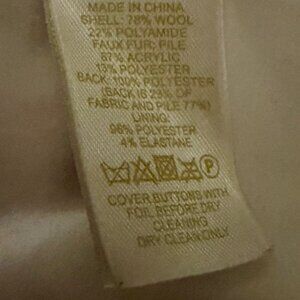 MADE IN CHINA
SHELL: 78% WOOL
22% POLYAMIDE
FAUX FUR: PILE
87% ACRYLIC
13% POLYESTER
BACK: 100% POLYESTER
(BACK IS 23% OF
FABRIC AND PILE 77%)
LINING:
96% POLYESTER
4% ELASTANE
P
COVER BUTTONS WITH
FOIL BEFORE DRY
CLEANING
DRY CLEAN ONLY